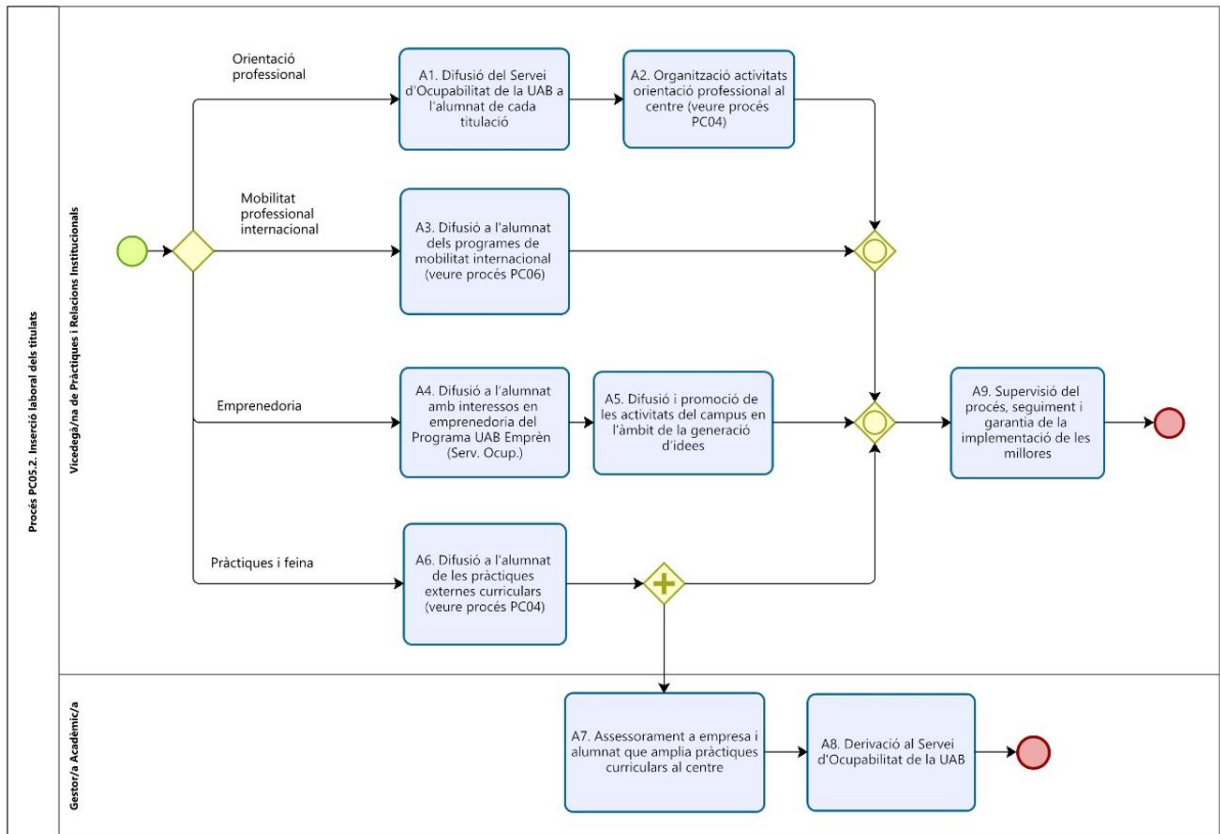 Procés PC05.2. Inserció laboral dels titulats
Vicedegà/na de Pràctiques i Relacions Institucionals
Orientació
professional
A1. Difusió del Servei
d'Ocupabilitat de la UAB a
l'alumnat de cada
titulació
A2. Organització activitats
orientació professional al
centre (veure procés
PC04)
Mobilitat
professional
internacional
A3. Difusió a l'alumnat
dels programes de
mobilitat internacional
(veure procés PC06)
Emprenedoria
A4. Difusió a l'alumnat
amb interessos en
emprenedoria del
Programa UAB Emprèn
(Serv. Ocup.)
A5. Difusió i promoció de
les activitats del campus en
l'àmbit de la generació
d'idees
A9. Supervisió del
procés, seguiment i
garantia de la
implementació de les
millores
Pràctiques i feina
A6. Difusió a l'alumnat
de les pràctiques
externes curriculars
(veure procés PC04)
Gestor/a Acadèmic/a
A7. Assessorament a empresa i
alumnat que amplia pràctiques
curriculars al centre
A8. Derivació al Servei
d'Ocupabilitat de la UAB